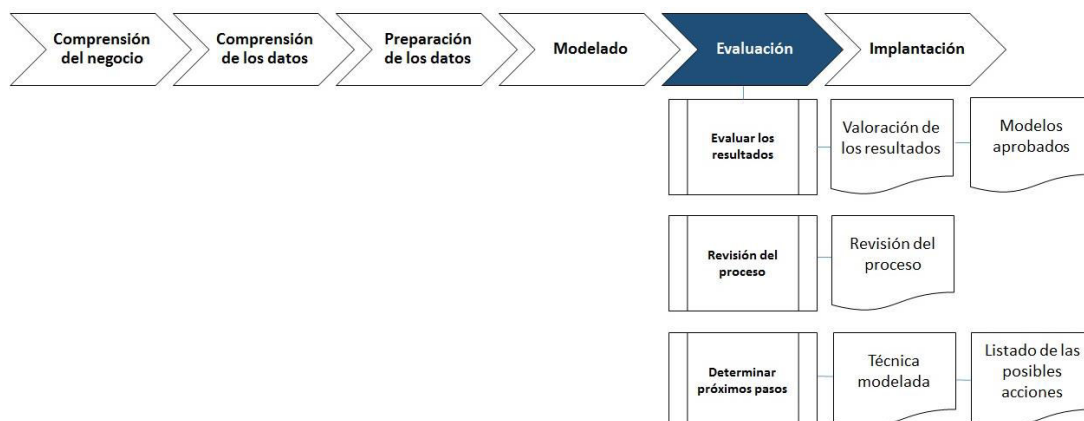 Comprensión
del negocio
Comprensión
de los datos
Preparación
de los datos
Modelado
Evaluación
Implantación
Evaluar los
resultados
Valoración de
los resultados
Modelos
aprobados
Revisión del
proceso
Revisión del
proceso
Determinar
próximos pasos
Técnica
modelada
Listado de las
posibles
acciones